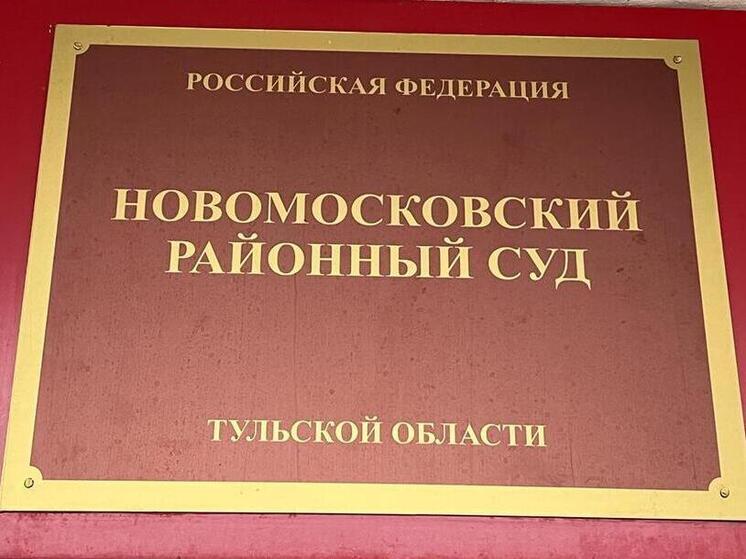 РОССИЙСКАЯ ФЕДЕРАЦИЯ
НОВОМОСКОВСКИЙ
РАЙОННЫЙ СУД
ТУЛЬСКОЙ ОБЛАСТИ